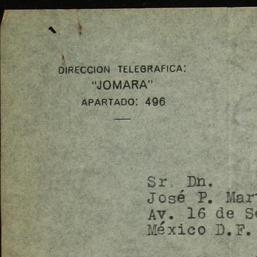 DIRECCION TELEGRAFICA:
"JOMARA"
APARTADO: 496
Sr. Dn.
José P. Mar
Av. 16 de Se
México D.F.